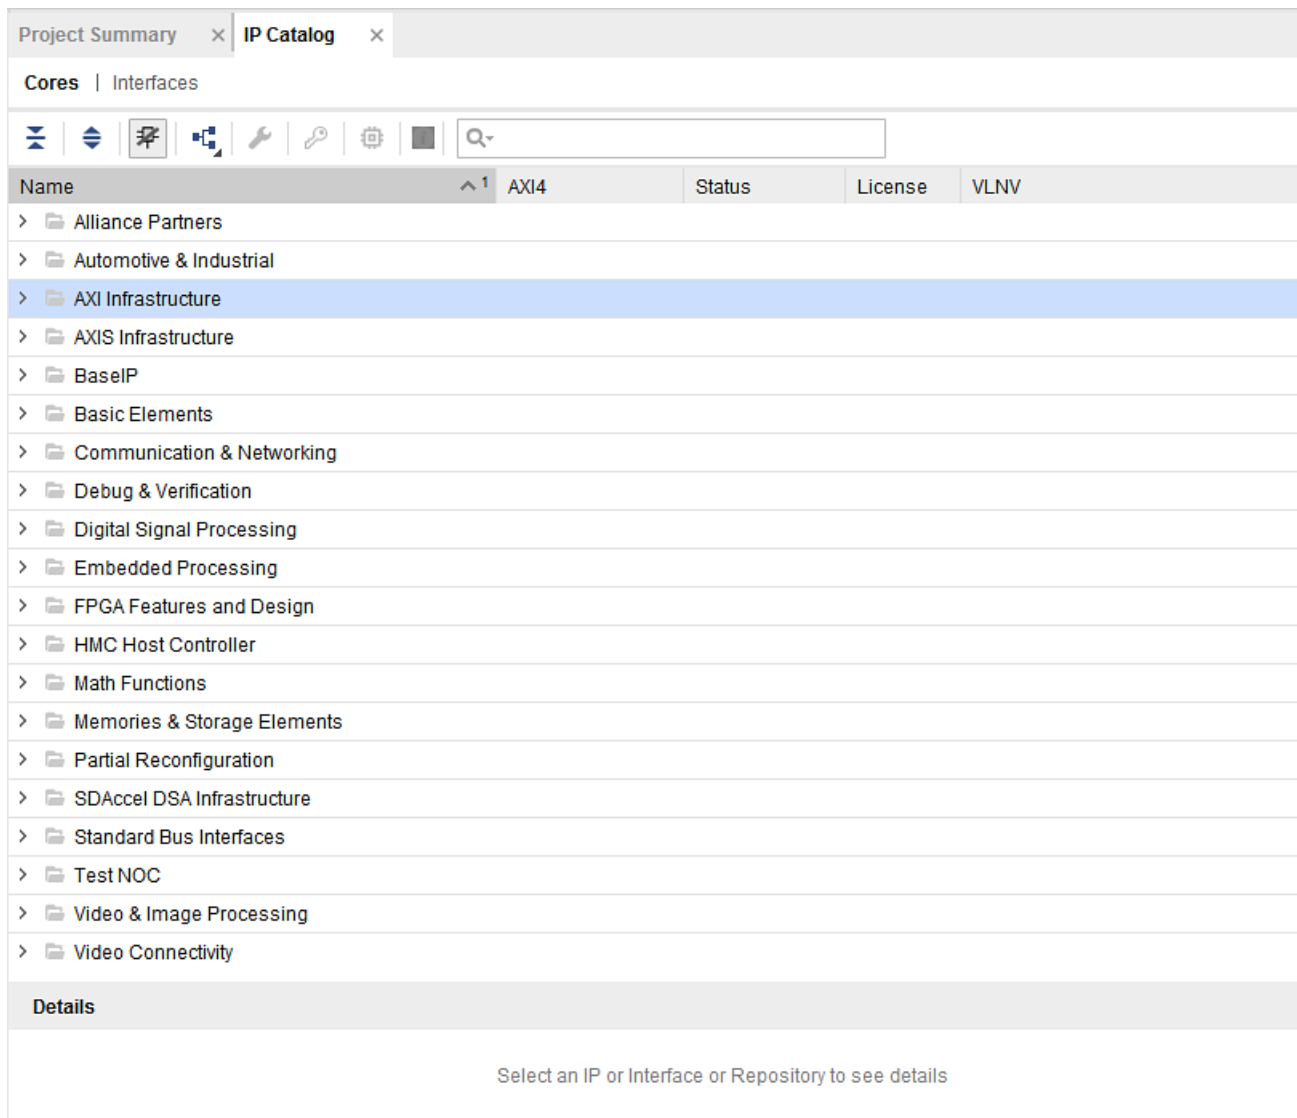 Project Summary IP Catalog
Cores | Interfaces
Name 1 AXI4 Status License VLNV
Alliance Partners
Automotive & Industrial
AXI Infrastructure
AXIS Infrastructure
BaseIP
Basic Elements
Communication & Networking
Debug & Verification
Digital Signal Processing
Embedded Processing
FPGA Features and Design
HMC Host Controller
Math Functions
Memories & Storage Elements
Partial Reconfiguration
SDAccel DSA Infrastructure
Standard Bus Interfaces
Test NOC
Video & Image Processing
Video Connectivity
Details
Select an IP or Interface or Repository to see details